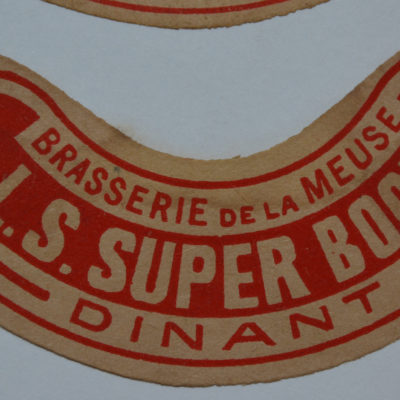 BRASSERIE DE LA MEUSE
L.S. SUPER
DINANT